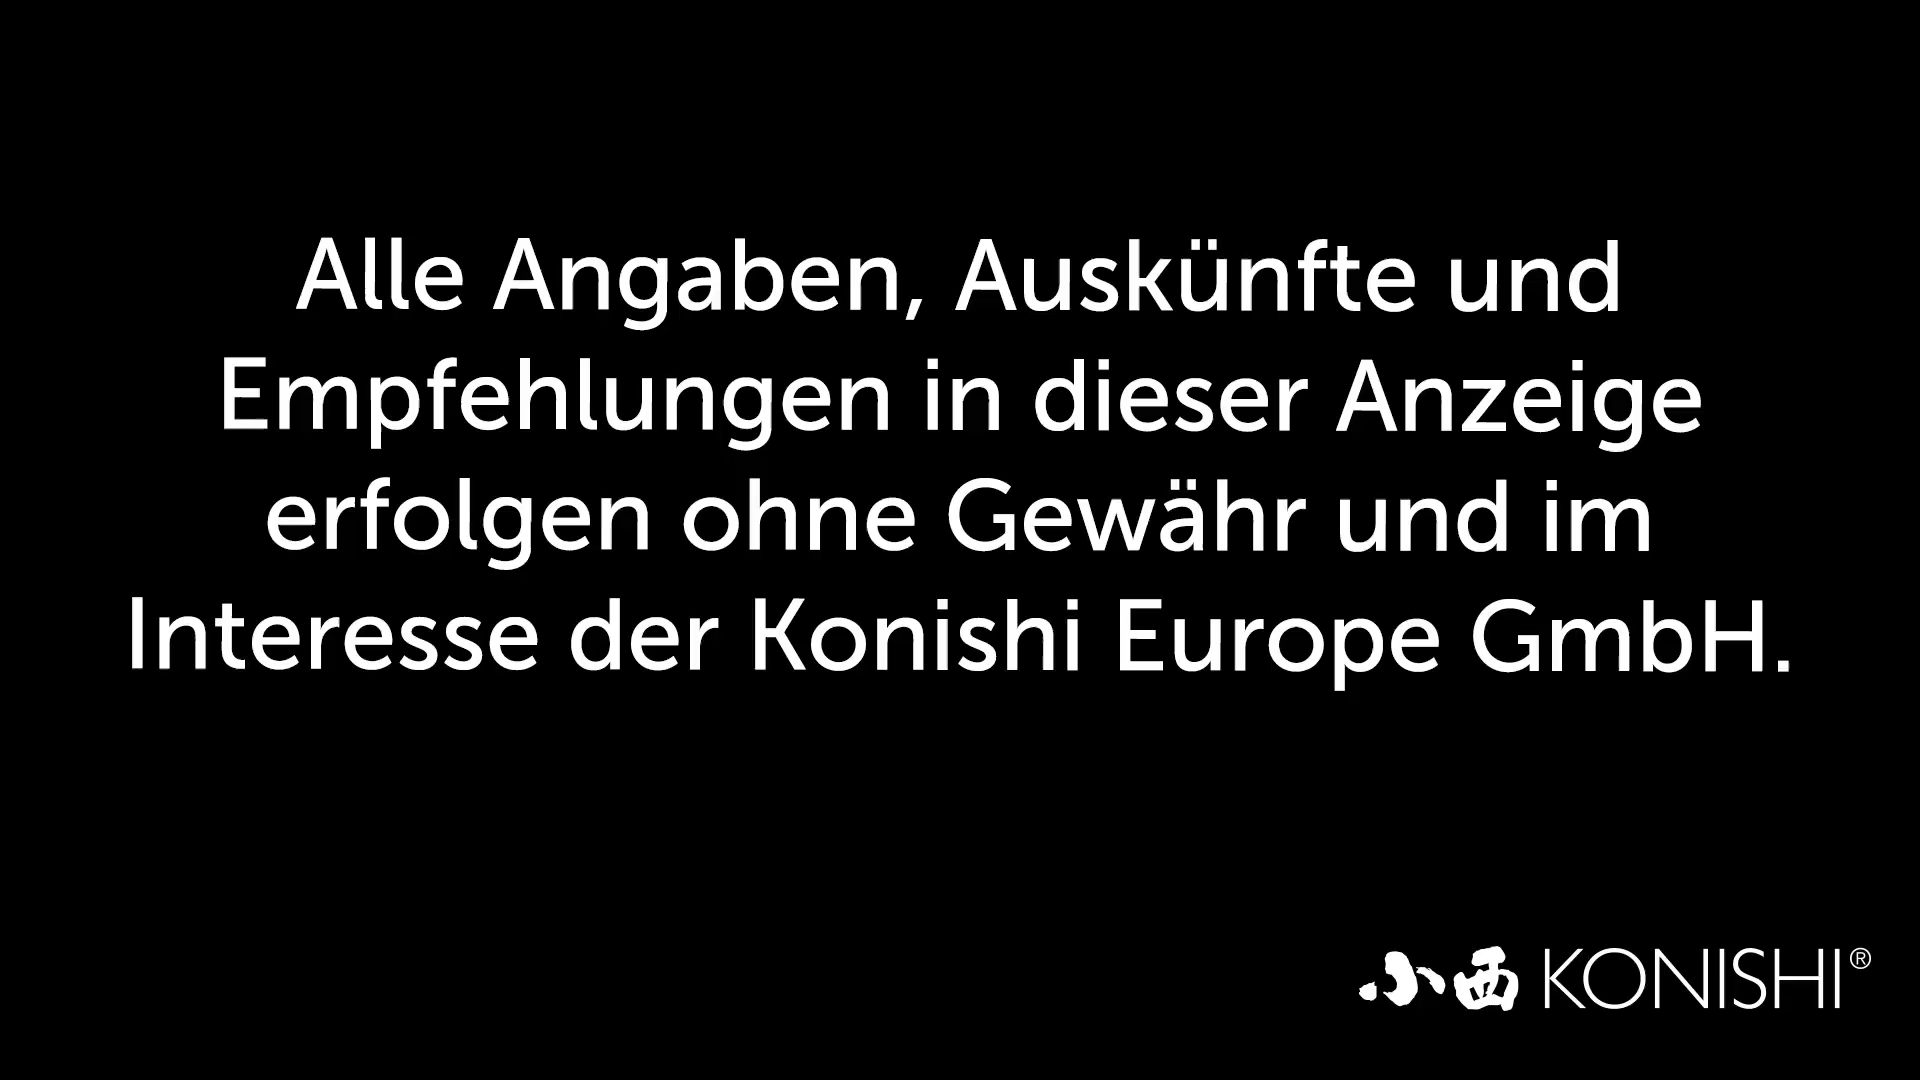 Alle Angaben, Auskünfte und
Empfehlungen in dieser Anzeige
erfolgen ohne Gewähr und im
Interesse der Konishi Europe GmbH.
小西 KONISHI®